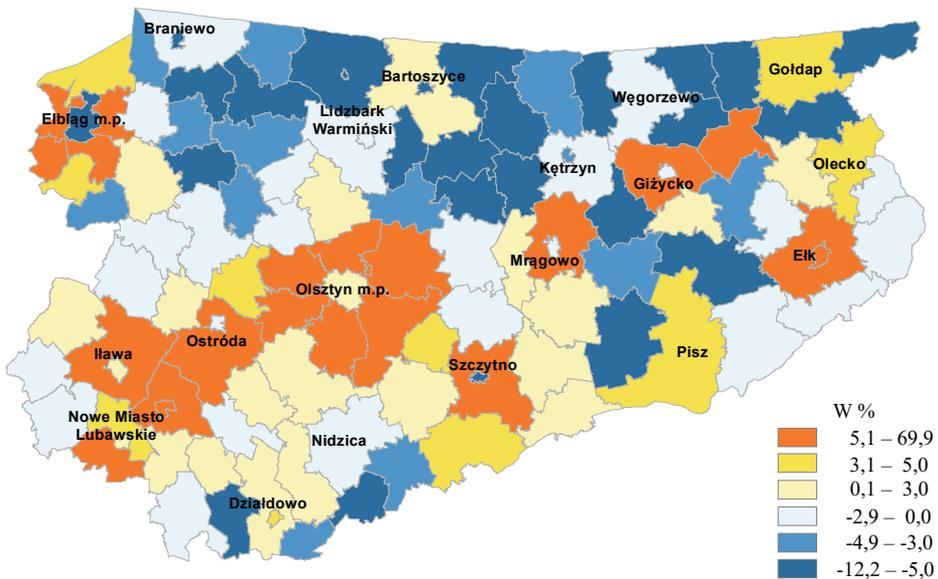 Braniewo
Bartoszyce
Gołdap
Elbląg m.p.
Lidzbark
Warmiński
Węgorzewo
Kętrzyn
Giżycko
Olecko
Mrągowo
Ełk
Olsztyn m.p.
Ostróda
Iława
Szczytno
Pisz
Nowe Miasto
Lubawskie
Nidzica
Działdowo
W %
5,1 – 69,9
3,1 – 5,0
0,1 – 3,0
-2,9 – 0,0
-4,9 – -3,0
-12,2 – -5,0